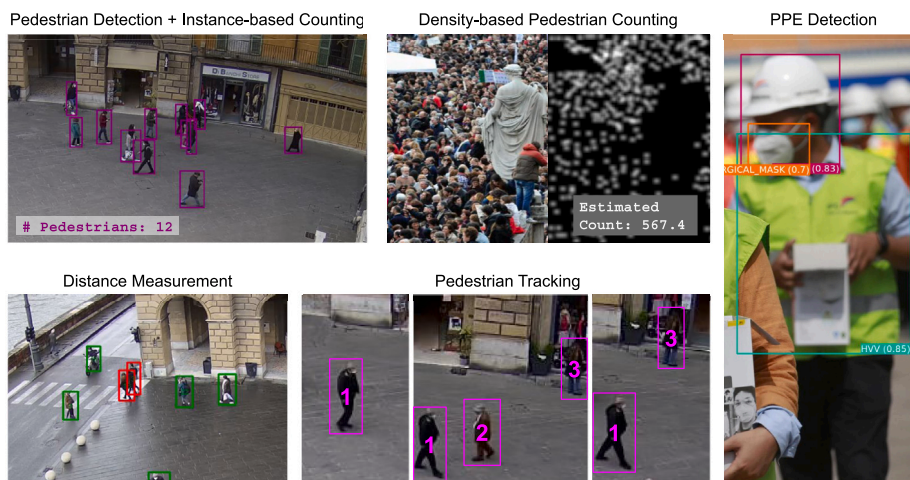 Pedestrian Detection + Instance-based Counting
Density-based Pedestrian Counting
PPE Detection
# Pedestrians: 12
Estimated
Count: 567.4
RGICAL_MASK (0.7) (0.83)
HVV (0.85)
Distance Measurement
Pedestrian Tracking
1
1
2
3
1
3